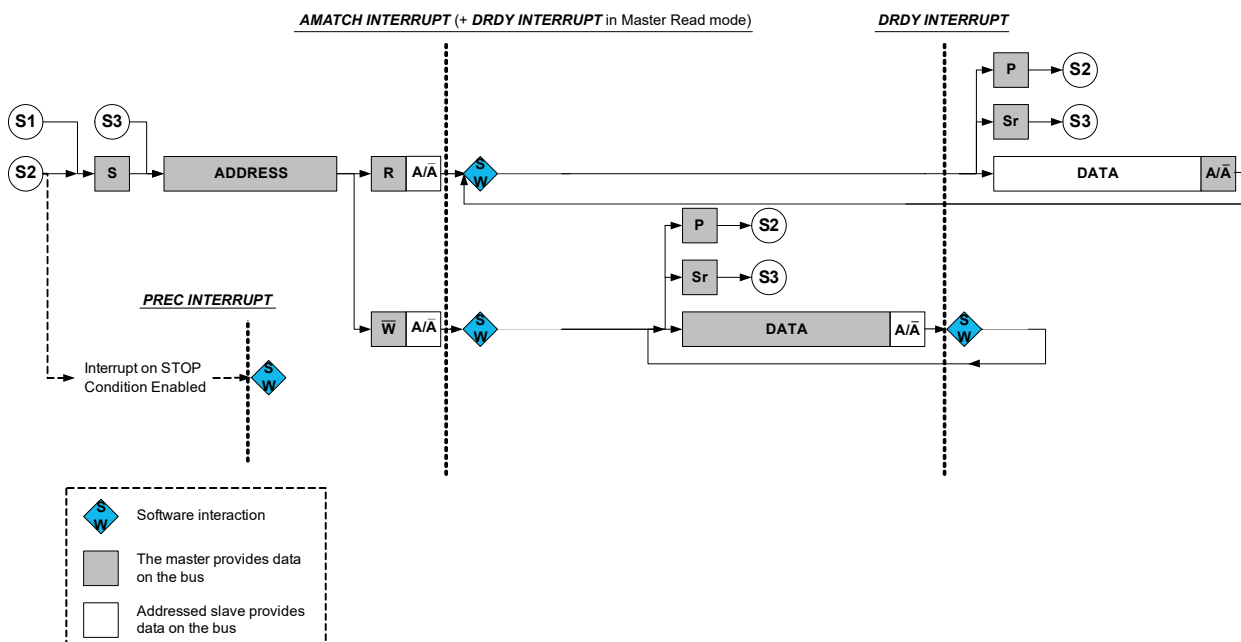 AMATCH INTERRUPT (+ DRDY INTERRUPT in Master Read mode)
DRDY INTERRUPT
P
S2
S1
S3
Sr
S3
S2
S
ADDRESS
R
A/A̅
S
W
DATA
A/A̅
P
S2
Sr
S3
PREC INTERRUPT
W̅
A/A̅
S
W
DATA
A/A̅
S
W
Interrupt on STOP
Condition Enabled
S
W
S
W
Software interaction
The master provides data
on the bus
Addressed slave provides
data on the bus